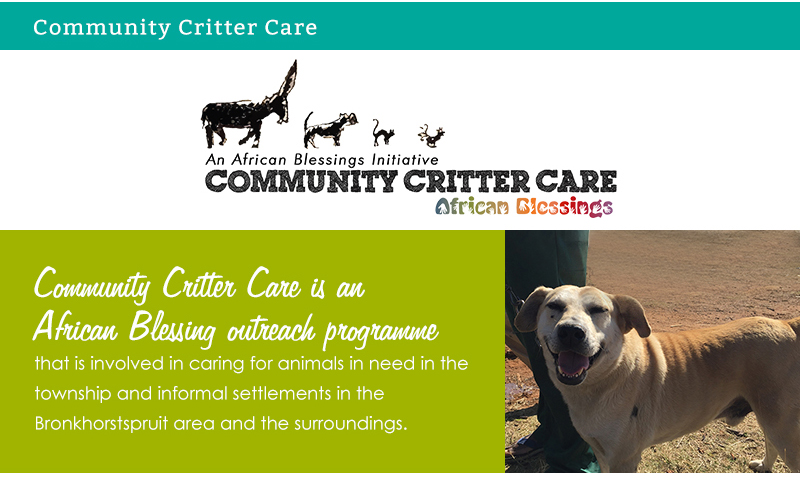 Community Critter Care
An African Blessings Initiative
COMMUNITY CRITTER CARE
African Blessings
Community Critter Care is an
African Blessing outreach programme
that is involved in caring for animals in need in the
township and informal settlements in the
Bronkhorstspruit area and the surroundings.